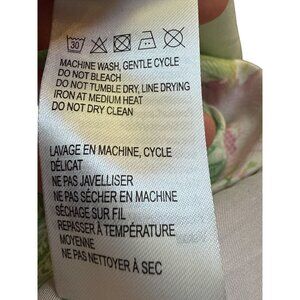 30
MACHINE WASH, GENTLE CYCLE
DO NOT BLEACH
DO NOT TUMBLE DRY, LINE DRYING
IRON AT MEDIUM HEAT
DO NOT DRY CLEAN
LAVAGE EN MACHINE, CYCLE
DÉLICAT
NE PAS JAVELLISER
NE PAS SÉCHER EN MACHINE
SÉCHAGE SUR FIL
REPASSER À TEMPÉRATURE
MOYENNE
NE PAS NETTOYER À SEC